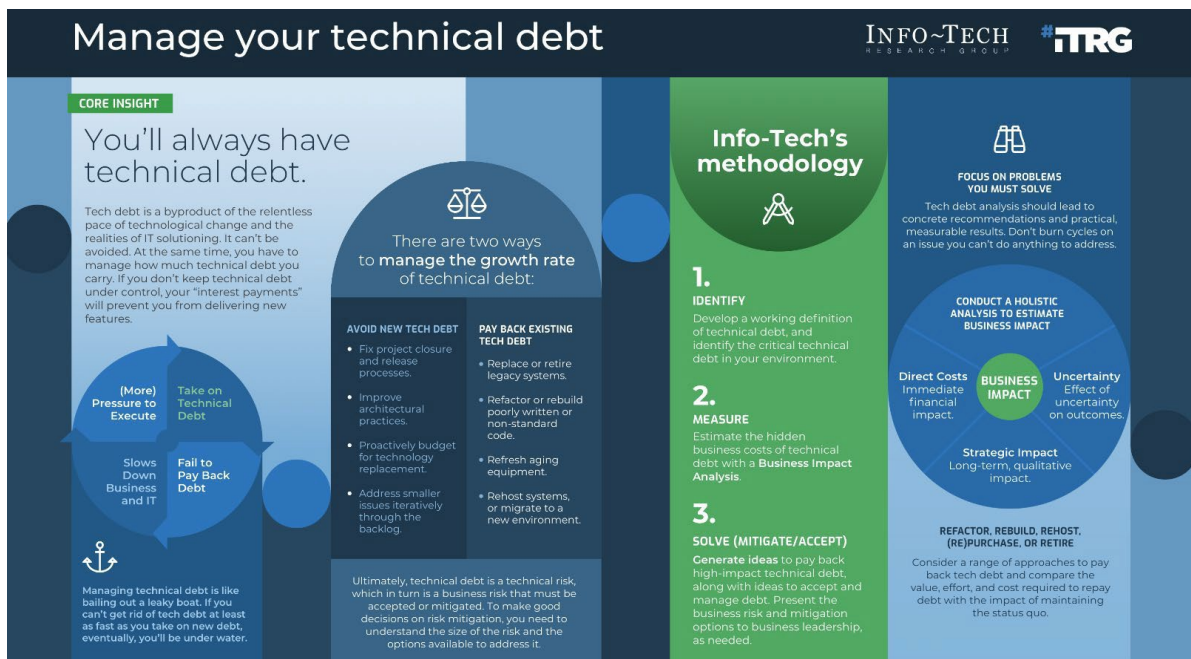 Manage your technical debt
INFO~TECH
RESEARCH GROUP
#iTRG
CORE INSIGHT
You’ll always have
technical debt.
Tech debt is a byproduct of the relentless
pace of technological change and the
realities of IT solutioning. It can’t be
avoided. At the same time, you have to
manage how much technical debt you
carry. If you don’t keep technical debt
under control, your “interest payments”
will prevent you from delivering new
features.
(More)
Pressure to
Execute
Take on
Technical
Debt
Slows
Down
Business
and IT
Fail to
Pay Back
Debt
Managing technical debt is like
bailing out a leaky boat. If you
can’t get rid of tech debt at least
as fast as you take on new debt,
eventually, you’ll be under water.
There are two ways
to manage the growth rate
of technical debt:
AVOID NEW TECH DEBT
• Fix project closure
and release
processes.
• Improve
architectural
practices.
• Proactively budget
for technology
replacement.
• Address smaller
issues iteratively
through the
backlog.
PAY BACK EXISTING
TECH DEBT
• Replace or retire
legacy systems.
• Refactor or rebuild
poorly written or
non-standard
code.
• Refresh aging
equipment.
• Rehost systems,
or migrate to a
new environment.
Ultimately, technical debt is a technical risk,
which in turn is a business risk that must be
accepted or mitigated. To make good
decisions on risk mitigation, you need to
understand the size of the risk and the
options available to address it.
Info-Tech’s
methodology
1.
IDENTIFY
Develop a working definition
of technical debt, and
identify the critical technical
debt in your environment.
2.
MEASURE
Estimate the hidden
business costs of technical
debt with a Business Impact
Analysis.
3.
SOLVE (MITIGATE/ACCEPT)
Generate ideas to pay back
high-impact technical debt,
along with ideas to accept and
manage debt. Present the
business risk and mitigation
options to business leadership,
as needed.
FOCUS ON PROBLEMS
YOU MUST SOLVE
Tech debt analysis should lead to
concrete recommendations and practical,
measurable results. Don’t burn cycles on
an issue you can’t do anything to address.
CONDUCT A HOLISTIC
ANALYSIS TO ESTIMATE
BUSINESS IMPACT
Direct Costs
Immediate
financial
impact.
BUSINESS
IMPACT
Uncertainty
Effect of
uncertainty
on outcomes.
Strategic Impact
Long-term, qualitative
impact.
REFACTOR, REBUILD, REHOST,
(RE)PURCHASE, OR RETIRE
Consider a range of approaches to pay
back tech debt and compare the
value, effort, and cost required to repay
debt with the impact of maintaining
the status quo.